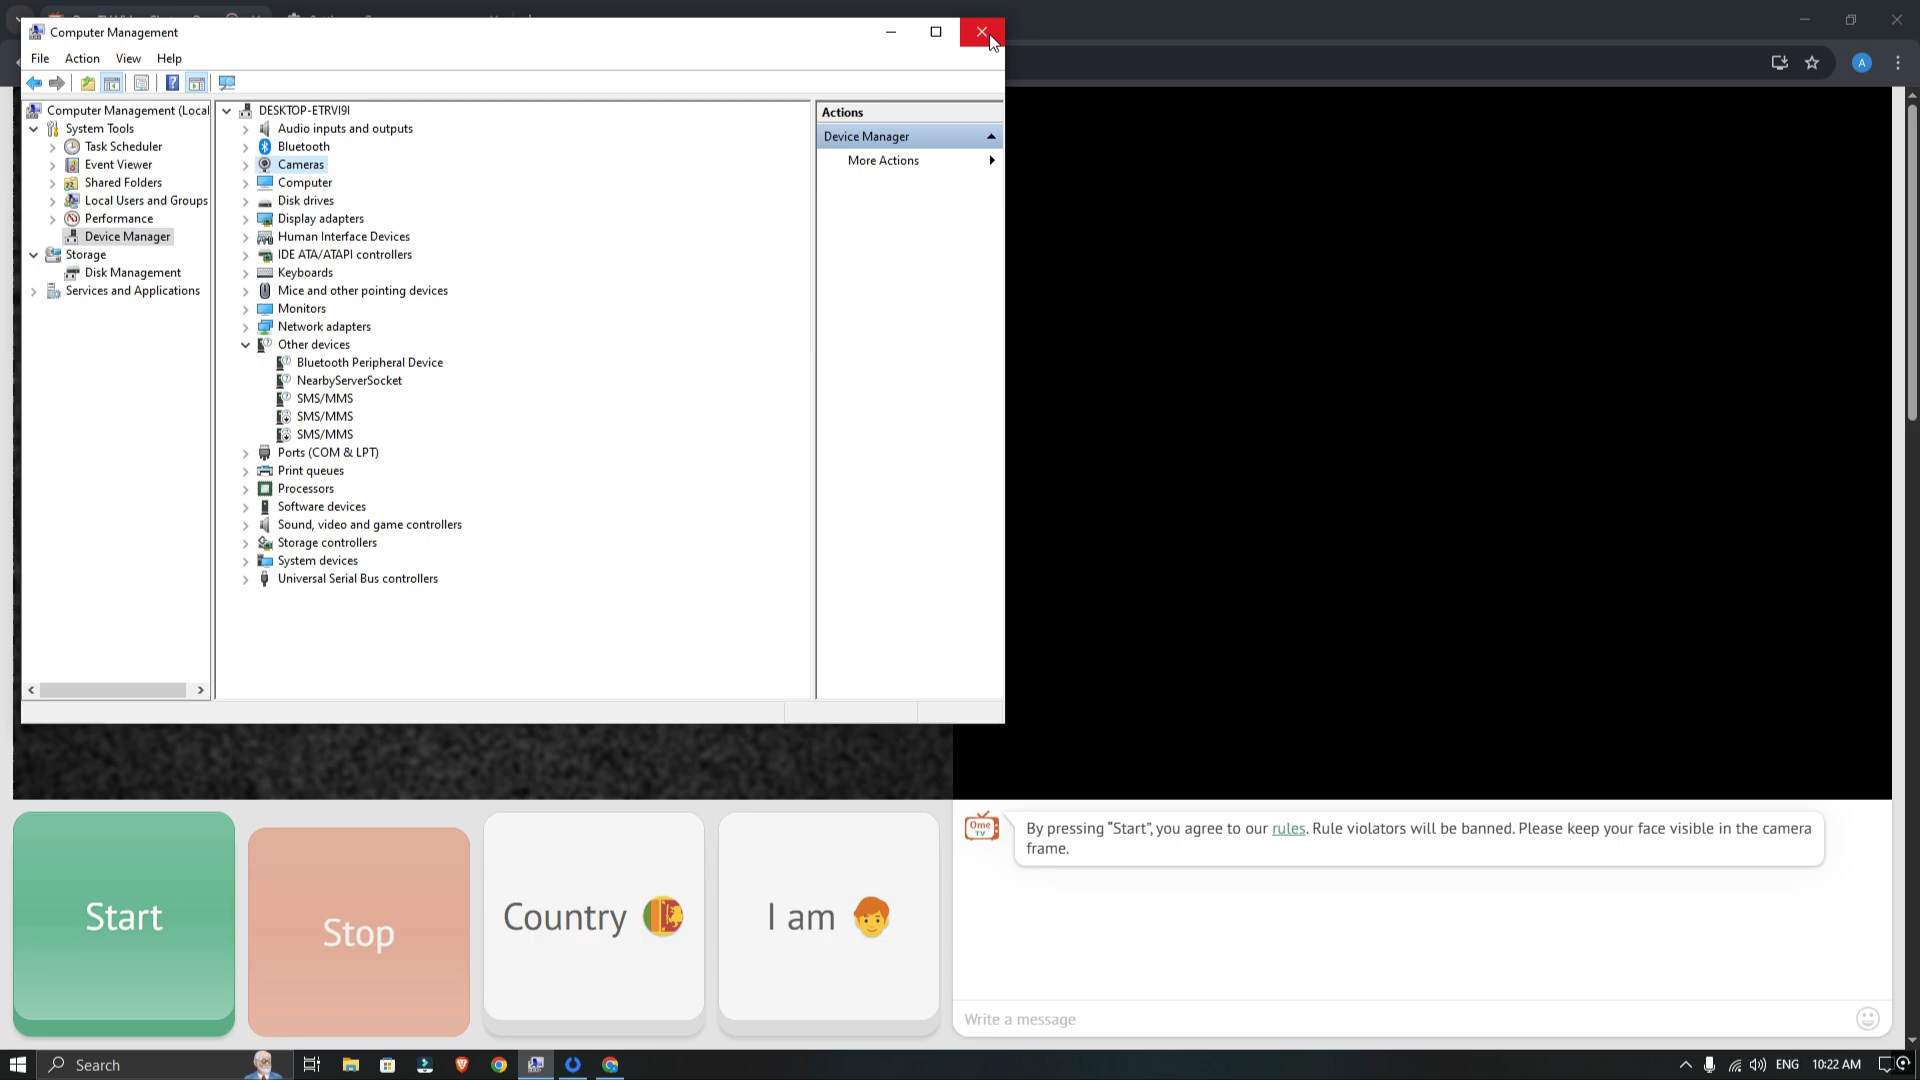 Computer Management
File Action View Help
Computer Management (Local
System Tools
Task Scheduler
Event Viewer
Shared Folders
Local Users and Groups
Performance
Device Manager
Storage
Disk Management
Services and Applications
DESKTOP-ETRVI9I
Audio inputs and outputs
Bluetooth
Cameras
Computer
Disk drives
Display adapters
Human Interface Devices
IDE ATA/ATAPI controllers
Keyboards
Mice and other pointing devices
Monitors
Network adapters
Other devices
Bluetooth Peripheral Device
NearbyServerSocket
SMS/MMS
SMS/MMS
SMS/MMS
Ports (COM & LPT)
Print queues
Processors
Software devices
Sound, video and game controllers
Storage controllers
System devices
Universal Serial Bus controllers
Actions
Device Manager
More Actions
A
Start
Stop
Country
I am
Ome
TV
By pressing "Start", you agree to our rules. Rule violators will be banned. Please keep your face visible in the camera
frame.
Write a message
Search
ENG
10:22 AM